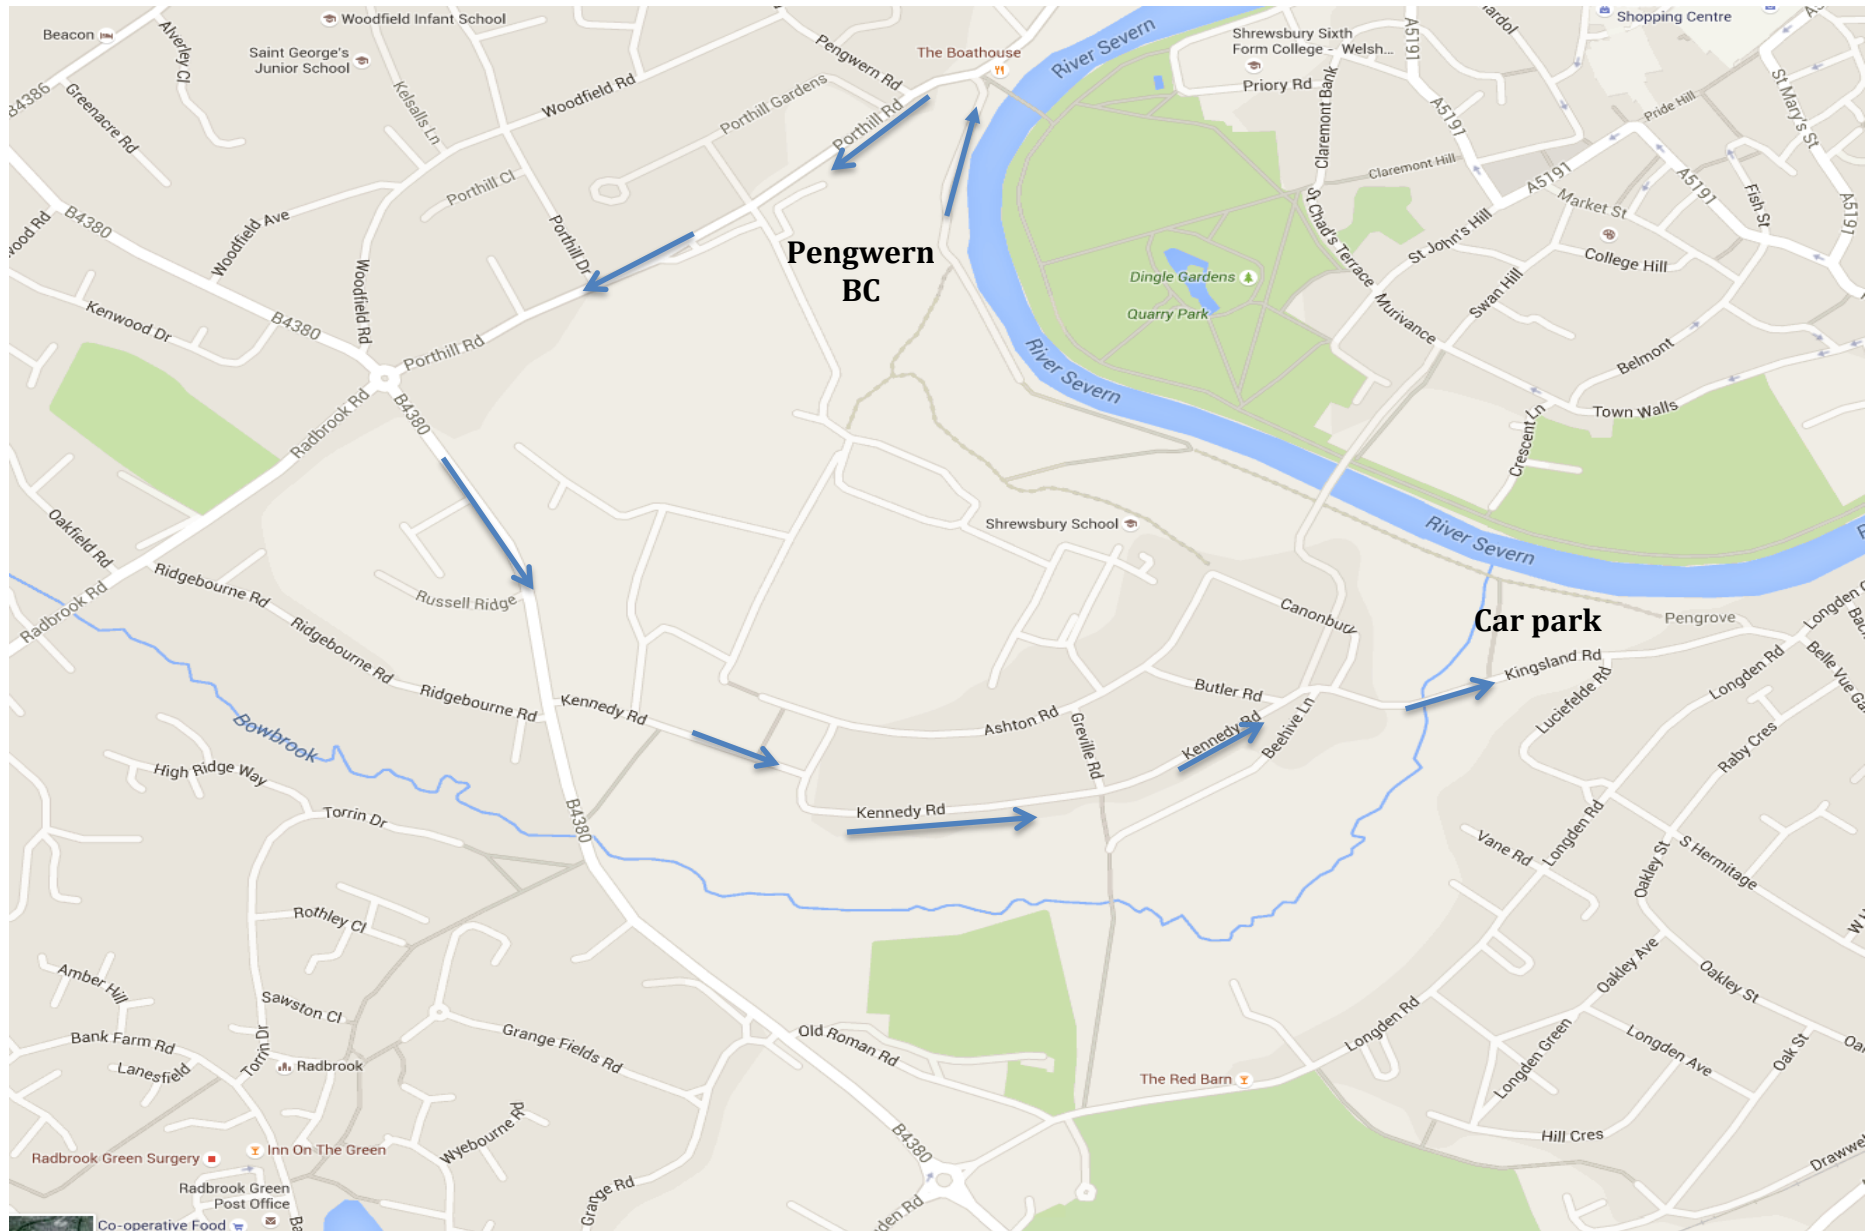 Woodfield Infant School
Beacon
Alverley Cl
Saint George's
Junior School
Kelsalls Ln
B4386
Greenacre Rd
Woodfield Rd
Pengwern Rd
The Boathouse
River Severn
Porthill Gardens
Porthill Rd
Shrewsbury Sixth
Form College - Welsh...
Priory Rd
Claremont Bank
A5191
A5191
Shopping Centre
St Mary's St
Pride Hill
Claremont Hill
A5191
A5191
A5191
Market St
Fish St
College Hill
St John's Hill
St Chad's Terrace
Murivance
Swan Hill
Belmont
Town Walls
Crescent Ln
Dingle Gardens
Quarry Park
Pengwern
BC
Porthill Cl
Porthill Dr
Woodfield Ave
B4380
Woodfield Rd
Kenwood Dr
B4380
Porthill Rd
Radbrook Rd
B4380
River Severn
River Severn
Shrewsbury School
Oakfield Rd
Radbrook Rd
Ridgebourne Rd
Russell Ridge
Ridgebourne Rd
Ridgebourne Rd
Kennedy Rd
Canonbury
Car park
Pengrove
Kingsland Rd
Luciefelde Rd
Longden Rd
Belle Vue
Raby Cres
Butler Rd
Ashton Rd
Greville Rd
Kennedy Rd
Beehive Ln
Kennedy Rd
Bowbrook
High Ridge Way
Torrin Dr
B4380
Vane Rd
Longden Rd
Oakley St
S Hermitage
Rothley Cl
Amber Hill
Sawston Cl
Torrin Dr
Bank Farm Rd
Lanesfield
Radbrook
Grange Fields Rd
Old Roman Rd
Longden Rd
Oakley Ave
Oakley St
Longden Green
Longden Ave
Oak St
The Red Barn
Hill Cres
B4380
Wyebourne Rd
Grange Rd
Inn On The Green
Radbrook Green Surgery
Radbrook Green
Post Office
Co-operative Food